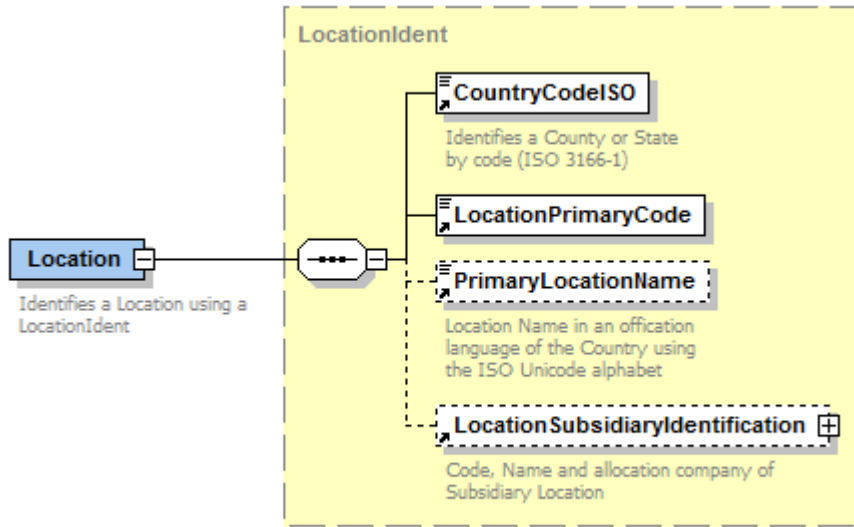 LocationIdent
CountryCodeISO
Identifies a County or State
by code (ISO 3166-1)
LocationPrimaryCode
Location
Identifies a Location using a
LocationIdent
PrimaryLocationName
Location Name in an offication
language of the Country using
the ISO Unicode alphabet
LocationSubsidiaryIdentification
Code, Name and allocation company of
Subsidiary Location